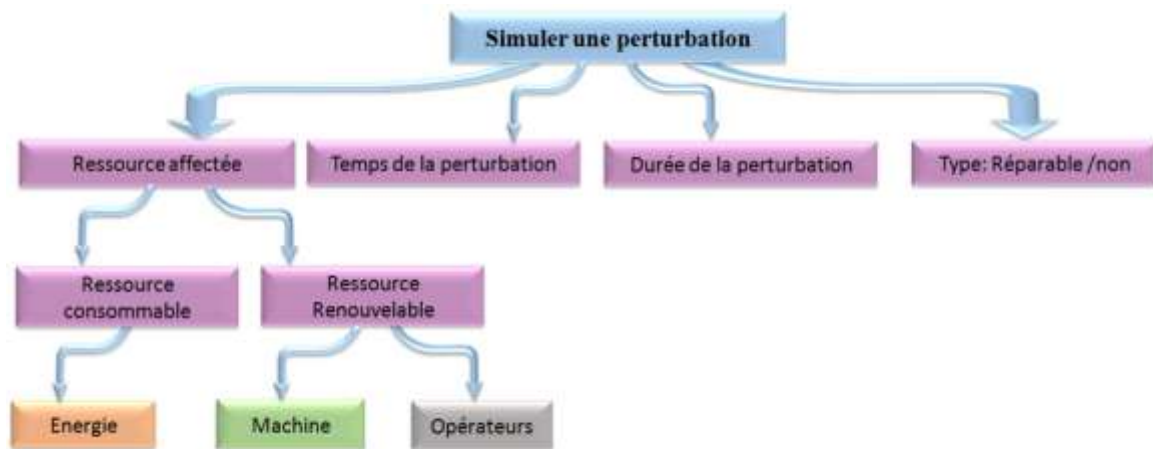 Simuler une perturbation
Ressource affectée
Temps de la perturbation
Durée de la perturbation
Type: Réparable /non
Ressource
consommable
Ressource
Renouvelable
Energie
Machine
Opérateurs